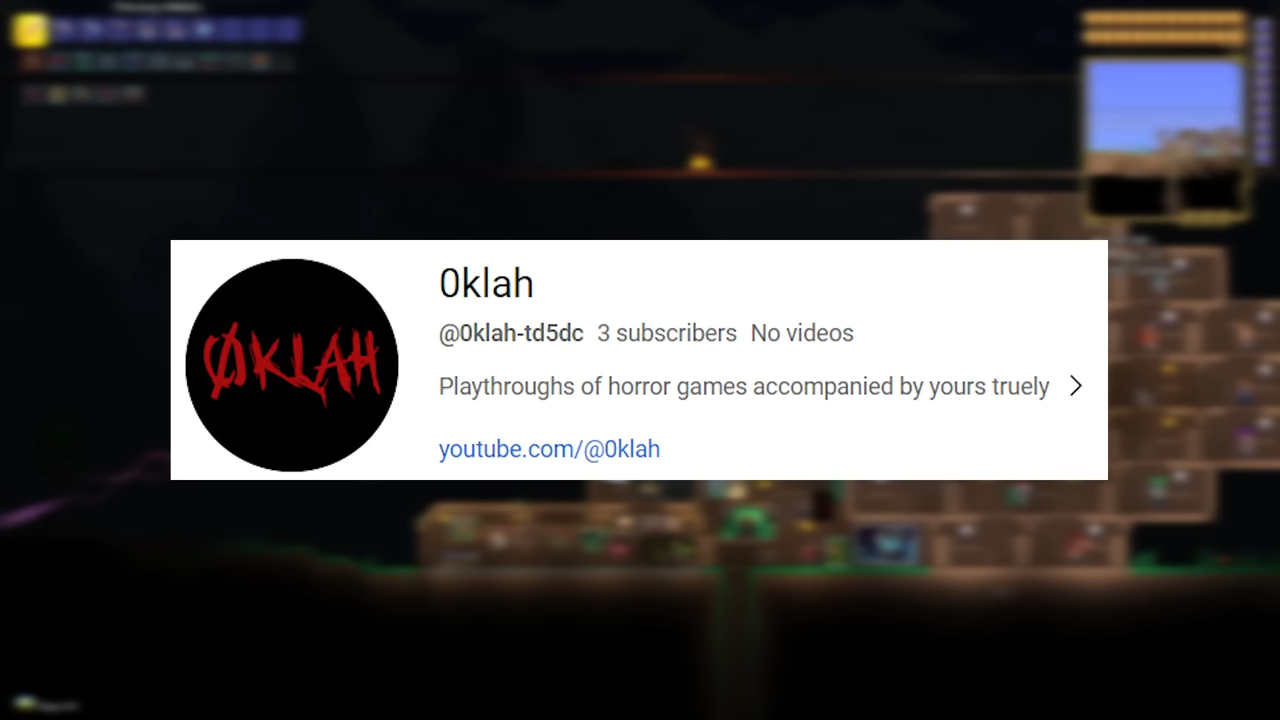 ØKLAH
0klah
@0klah-td5dc 3 subscribers No videos
Playthroughs of horror games accompanied by yours truely
youtube.com/@0klah